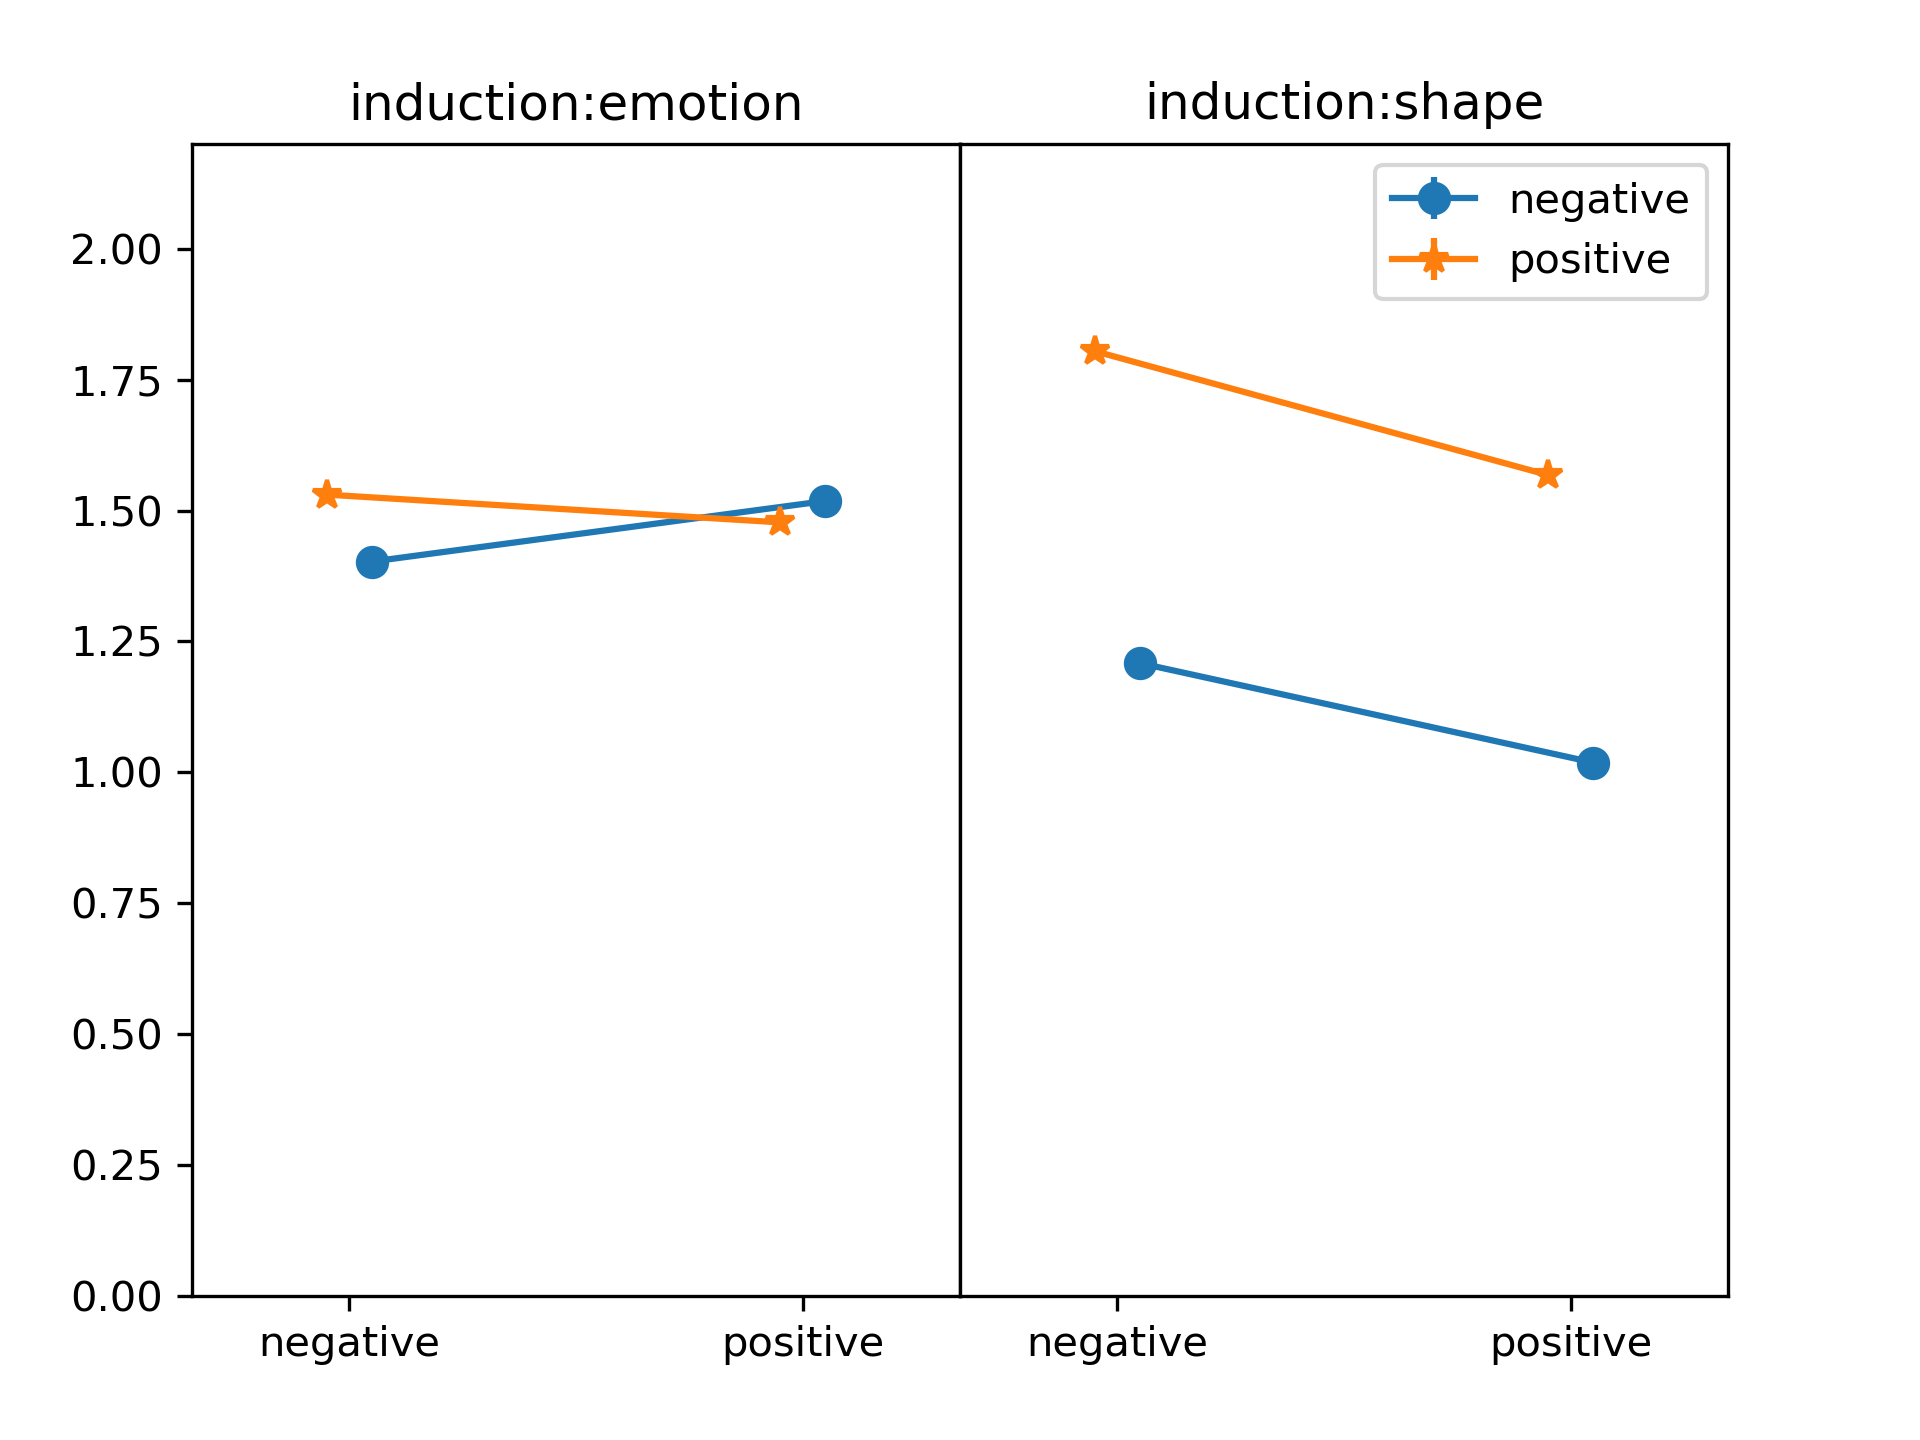 induction:emotion
induction:shape
negative
positive
2.00
1.75
1.50
1.25
1.00
0.75
0.50
0.25
0.00
negative
positive
negative
positive